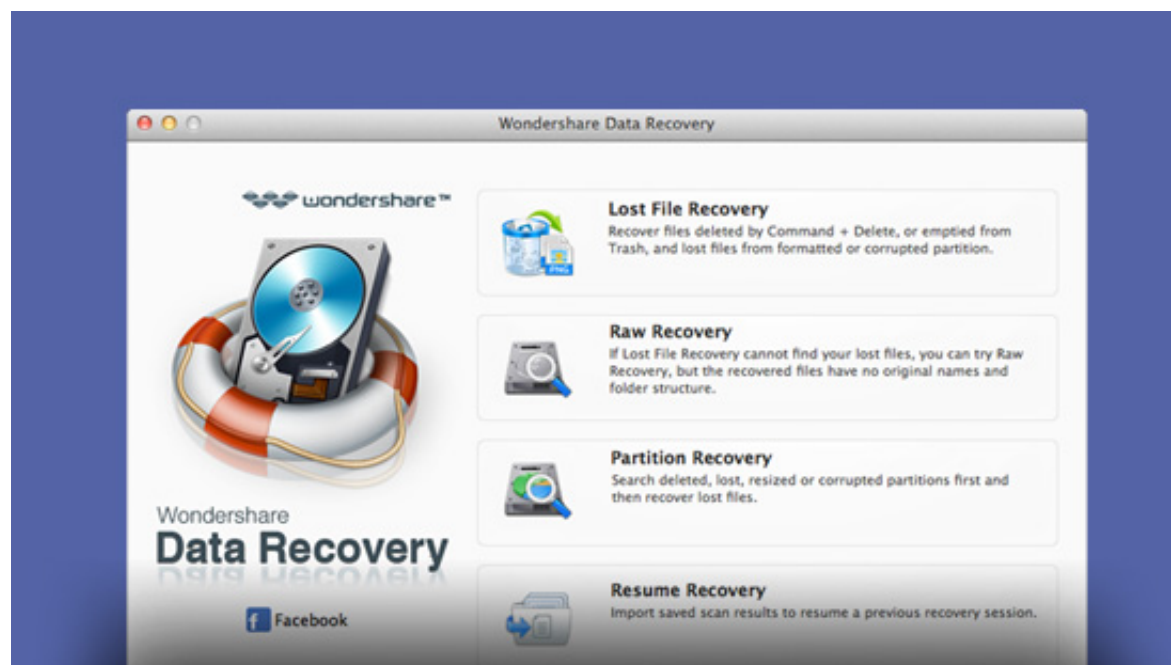 Wondershare Data Recovery
wondershare™
Lost File Recovery
Recover files deleted by Command + Delete, or emptied from
Trash, and lost files from formatted or corrupted partition.
PNG
Raw Recovery
If Lost File Recovery cannot find your lost files, you can try Raw
Recovery, but the recovered files have no original names and
folder structure.
Partition Recovery
Search deleted, lost, resized or corrupted partitions first and
then recover lost files.
Wondershare
Data Recovery
Resume Recovery
Import saved scan results to resume a previous recovery session.
f Facebook